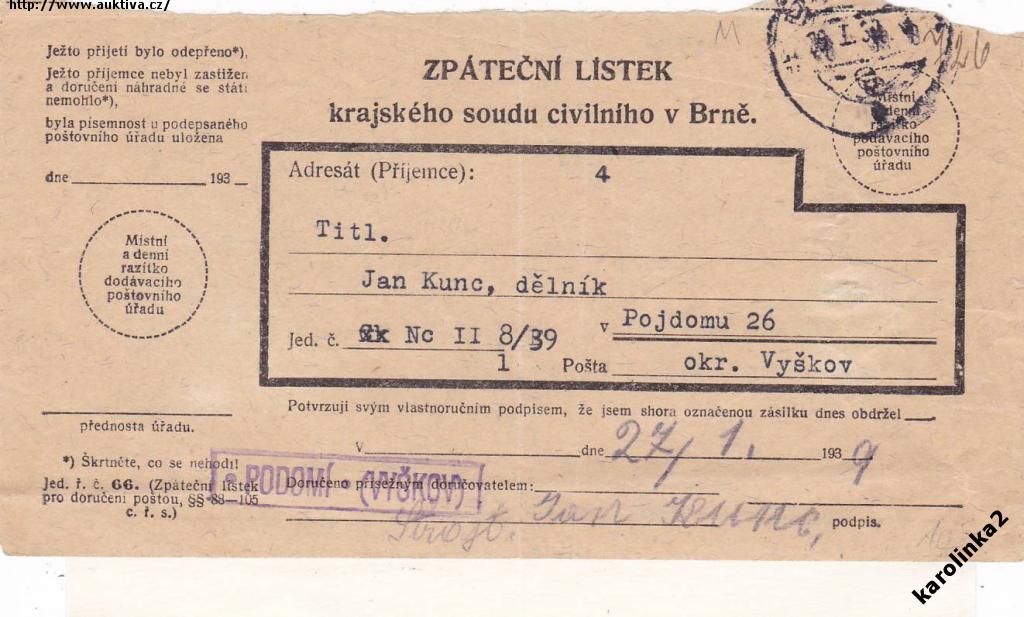 http://www.auktiva.cz/
Ježto přijetí bylo odepřeno*),
Ježto příjemce nebyl zastižen
a doručení náhradné se státi
nemohlo*),
byla písemnost u podepsaného
poštovního úřadu uložena
dne 193
Místní
a denní
razítko
dodávacího
poštovního
úřadu
přednosta úřadu.
*) Škrtněte, co se nehodí!
Jed. ř. č. 66. (Zpáteční lístek
pro doručení poštou, §§ 88—105
c. ř. s.)
ZPÁTEČNÍ LÍSTEK
krajského soudu civilního v Brně.
M
726
Místní
a denní
razítko
podávacího
poštovního
úřadu
Adresát (Příjemce): 4
Titl.
Jan Kunc, dělník
Jed. č. Nc II 8/39
1
v Pojdomu 26
Pošta okr. Vyškov
Potvrzuji svým vlastnoručním podpisem, že jsem shora označenou zásilku dnes obdržel
V dne 27/1. 1939
Doručeno přísežným doručovatelem:
PODOMÍ (VYŠKOV)
Jan Kunc, podpis.
karolinka2